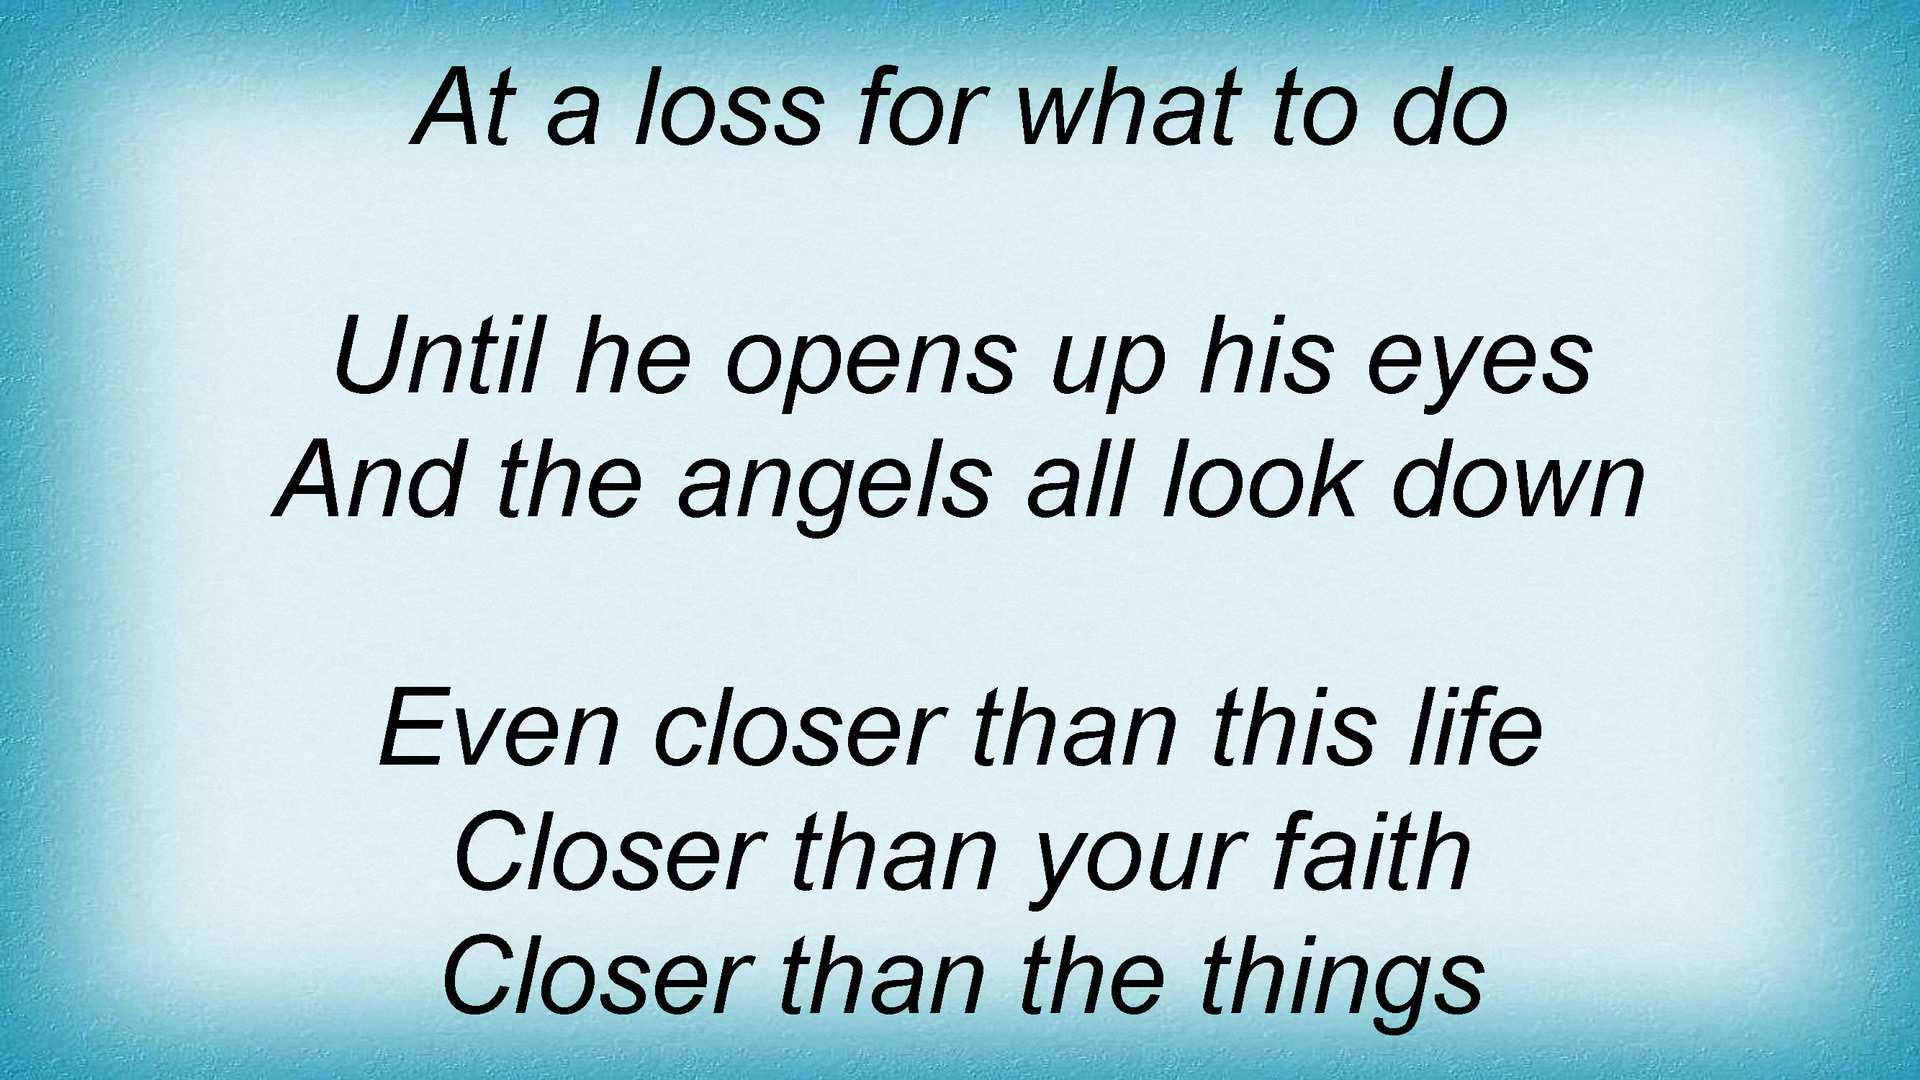 At a loss for what to do
Until he opens up his eyes
And the angels all look down
Even closer than this life
Closer than your faith
Closer than the things